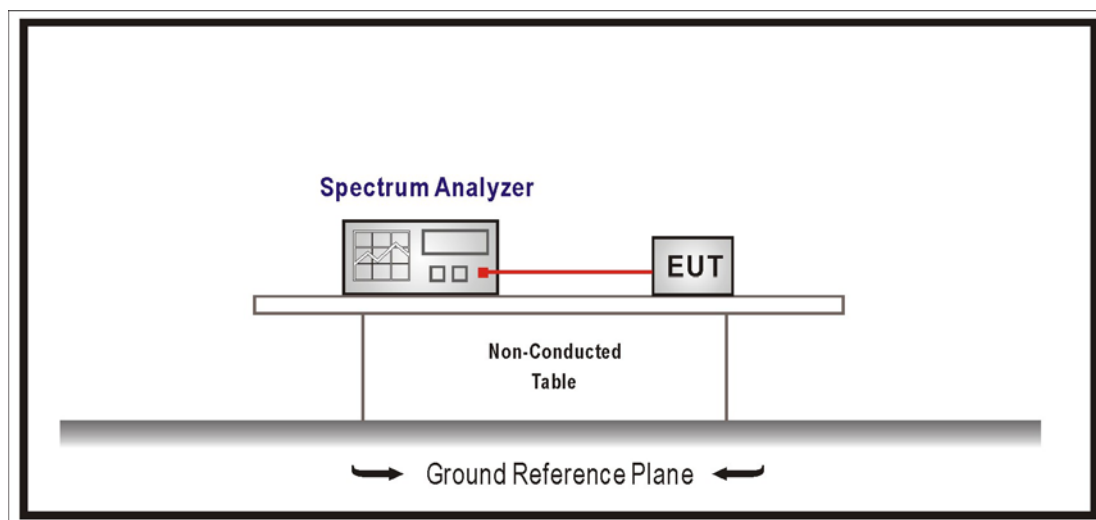 Spectrum Analyzer
EUT
Non-Conducted
Table
Ground Reference Plane